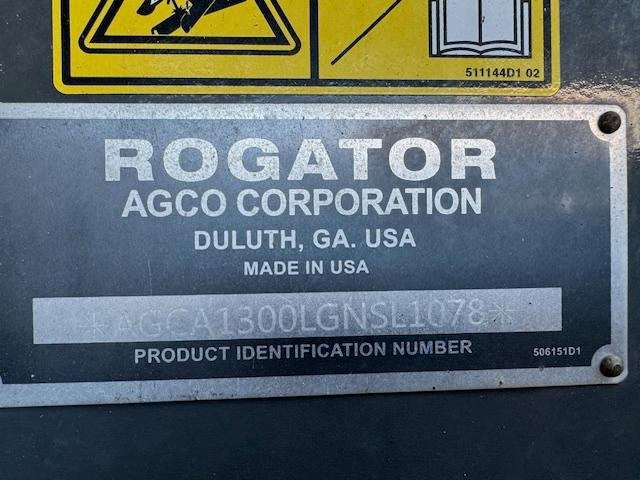 511144D1 02
ROGATOR
AGCO CORPORATION
DULUTH, GA. USA
MADE IN USA
*AGCA1300LGNSL1078*
PRODUCT IDENTIFICATION NUMBER
506151D1